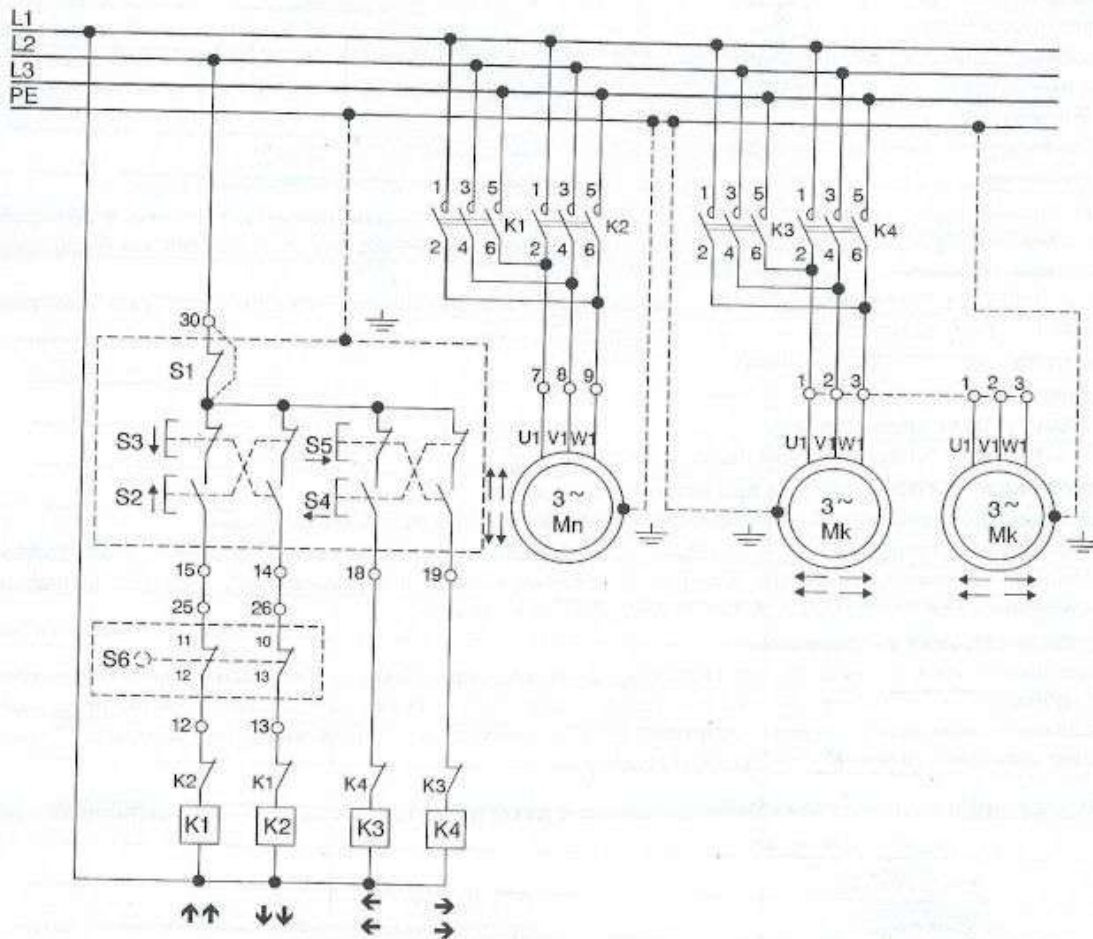 L1
L2
L3
PE
1 3 5 1 3 5
K1 K2
2 4 6 2 4 6
1 3 5 1 3 5
K3 K4
2 4 6 2 4 6
30
S1
S3
S5
S2
S4
7 8 9
U1 V1 W1
3~
Mn
1 2 3
U1 V1 W1
3~
Mk
1 2 3
U1 V1 W1
3~
Mk
15 14 18 19
25 26
11 10
S6
12 13
12 13
K2 K1 K4 K3
K1 K2 K3 K4